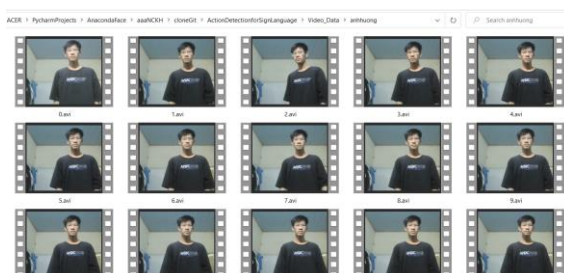 ACER > PycharmProjects > Anacondaface > aaaNCKH > cloneGit > ActionDetectionforSignLanguage > Video_Data > anhhuong
Search anhhuong
0.avi 1.avi 2.avi 3.avi 4.avi
5.avi 6.avi 7.avi 8.avi 9.avi